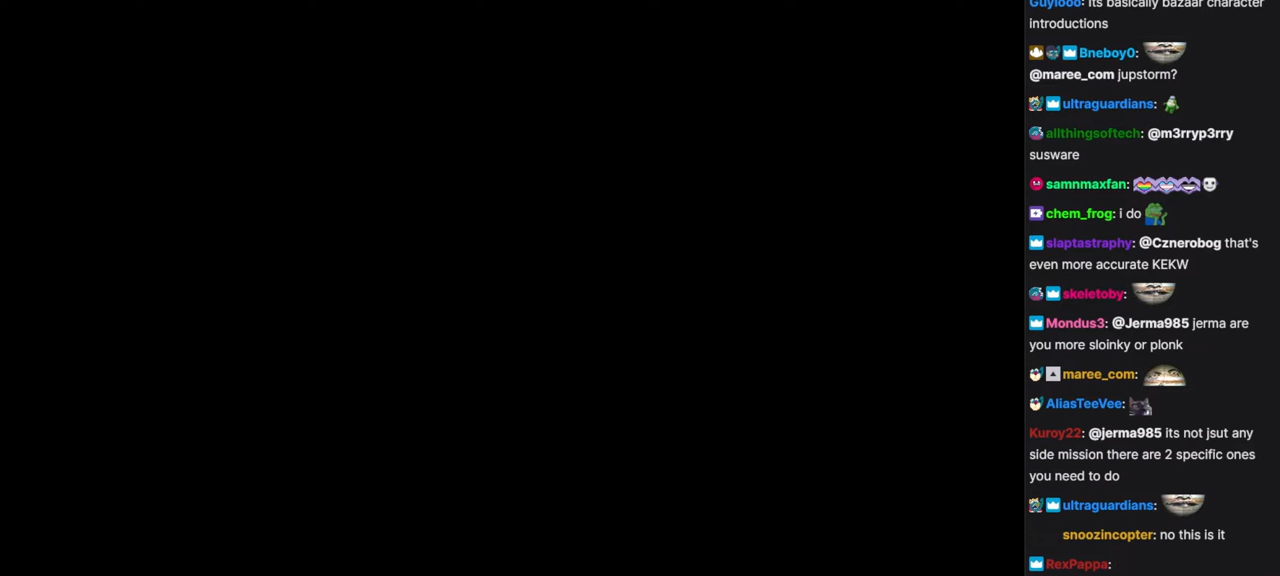 Guylooo: Its basically bazaar character
introductions
Bneboy0:
@maree_com jupstorm?
ultraguardians:
allthingsoftech: @m3rryp3rry
susware
samnmaxfan:
chem_frog: i do
slaptastraphy: @Cznerobog that's
even more accurate KEKW
skeletoby:
Mondus3: @Jerma985 jerma are
you more sloinky or plonk
maree_com:
AliasTeeVee:
Kuroy22: @jerma985 its not jsut any
side mission there are 2 specific ones
you need to do
ultraguardians:
snoozincopter: no this is it
RexPappa: